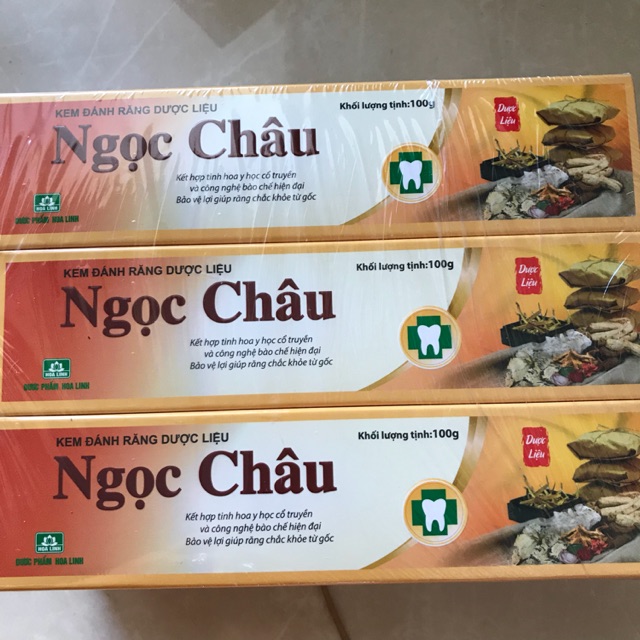 KEM ĐÁNH RĂNG DƯỢC LIỆU
Khối lượng tịnh:100g
Ngọc Châu
Dược
Liệu
Kết hợp tinh hoa y học cổ truyền
và công nghệ bào chế hiện đại
Bảo vệ lợi giúp răng chắc khỏe từ gốc
HOA LINH
DƯỢC PHẨM HOA LINH
KEM ĐÁNH RĂNG DƯỢC LIỆU
Khối lượng tịnh:100g
Ngọc Châu
Dược
Liệu
Kết hợp tinh hoa y học cổ truyền
và công nghệ bào chế hiện đại
Bảo vệ lợi giúp răng chắc khỏe từ gốc
HOA LINH
DƯỢC PHẨM HOA LINH
KEM ĐÁNH RĂNG DƯỢC LIỆU
Khối lượng tịnh:100g
Ngọc Châu
Dược
Liệu
Kết hợp tinh hoa y học cổ truyền
và công nghệ bào chế hiện đại
Bảo vệ lợi giúp răng chắc khỏe từ gốc
HOA LINH
DƯỢC PHẨM HOA LINH